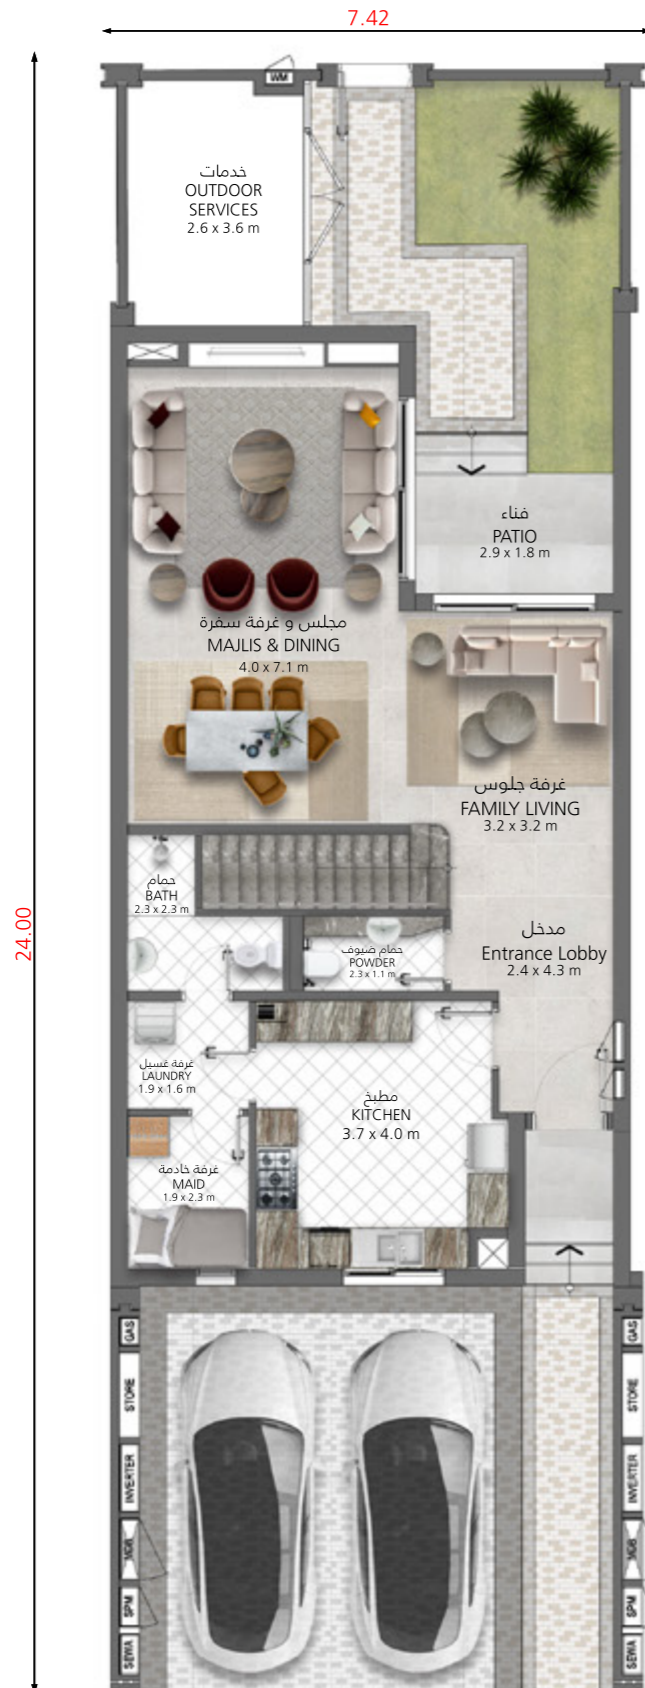 7.42
24.00
WM
خدمات
OUTDOOR
SERVICES
2.6 x 3.6 m
فناء
PATIO
2.9 x 1.8 m
مجلس و غرفة سفرة
MAJLIS & DINING
4.0 x 7.1 m
غرفة جلوس
FAMILY LIVING
3.2 x 3.2 m
حمام
BATH
2.3 x 2.3 m
حمام ضيوف
POWDER
2.3 x 1.1 m
مدخل
Entrance Lobby
2.4 x 4.3 m
غرفة غسيل
LAUNDRY
1.9 x 1.6 m
مطبخ
KITCHEN
3.7 x 4.0 m
غرفة خادمة
MAID
1.9 x 2.3 m
GAS
STORE
INVERTER
SPM
SEWA
GAS
STORE
INVERTER
SPM
SEWA